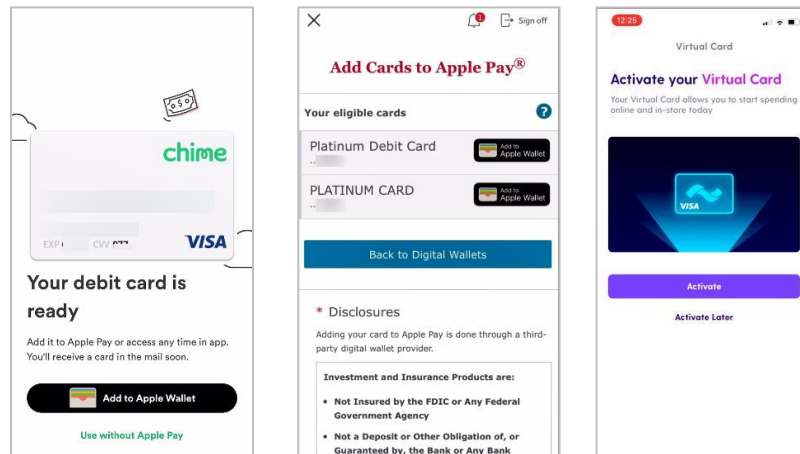 chime
EXP
CVV
VISA
Your debit card is
ready
Add it to Apple Pay or access any time in app.
You'll receive a card in the mail soon.
Add to Apple Wallet
Use without Apple Pay
1
Sign off
Add Cards to Apple Pay®
Your eligible cards
?
Platinum Debit Card
Add to
Apple Wallet
..
PLATINUM CARD
Add to
Apple Wallet
..
Back to Digital Wallets
* Disclosures
Adding your card to Apple Pay is done through a third-
party digital wallet provider.
Investment and Insurance Products are:
• Not Insured by the FDIC or Any Federal
Government Agency
• Not a Deposit or Other Obligation of, or
Guaranteed by, the Bank or Any Bank
12:25
Virtual Card
Activate your Virtual Card
Your Virtual Card allows you to start spending
online and in-store today
VISA
Activate
Activate Later